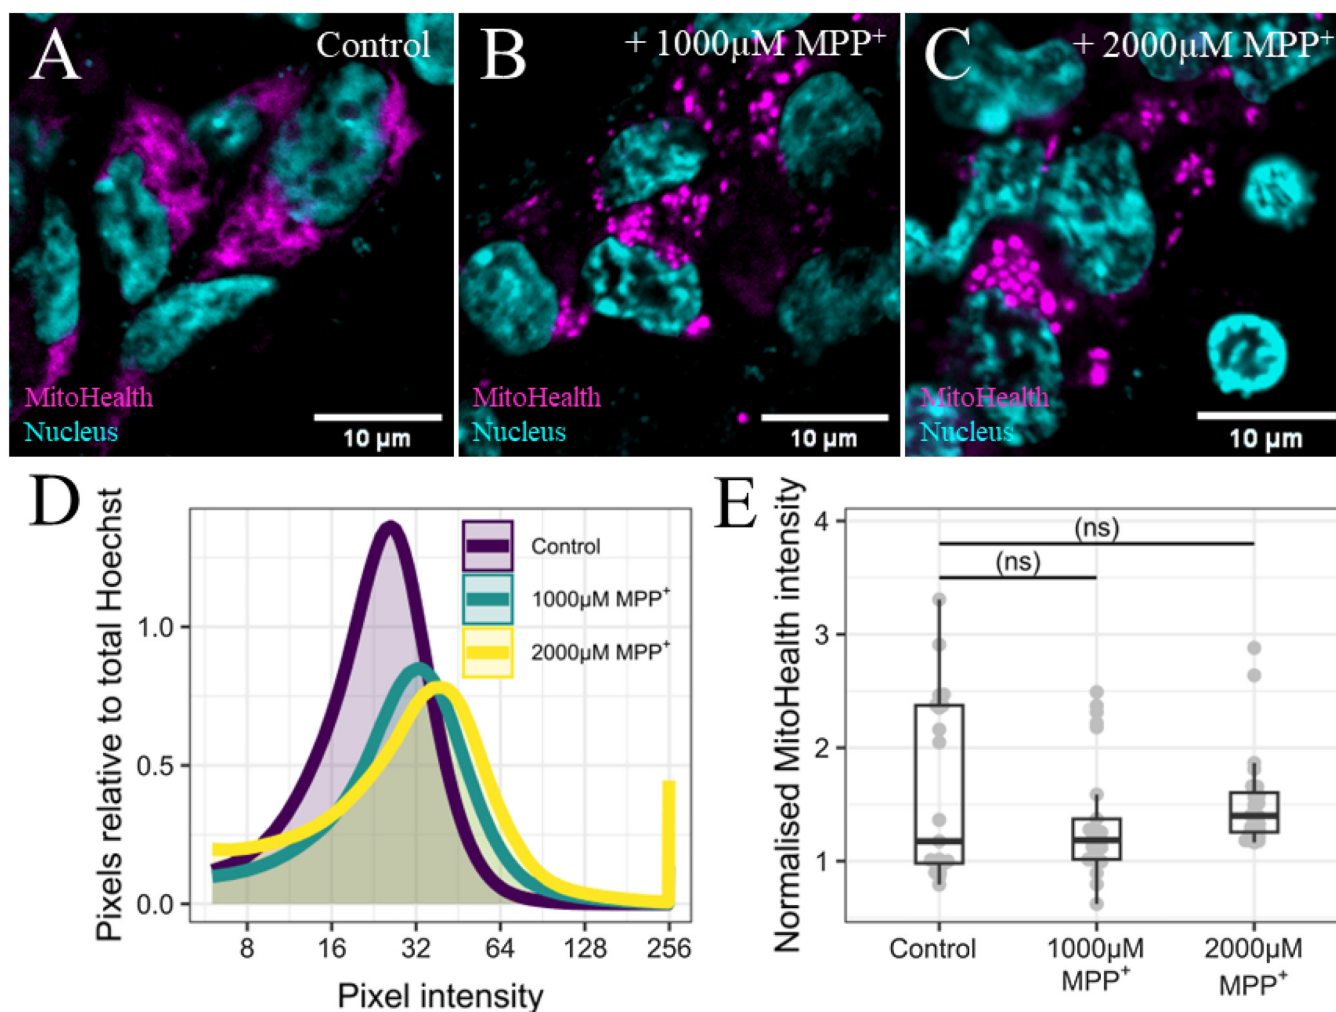 A
Control
MitoHealth
Nucleus
10 µm
B
+ 1000µM MPP⁺
MitoHealth
Nucleus
10 µm
C
+ 2000µM MPP⁺
MitoHealth
Nucleus
10 µm
D
Pixels relative to total Hoechst
1.0
0.5
0.0
Control
1000µM MPP⁺
2000µM MPP⁺
8 16 32 64 128 256
Pixel intensity
E
Normalised MitoHealth intensity
4
3
2
1
(ns)
(ns)
Control
1000µM
MPP⁺
2000µM
MPP⁺